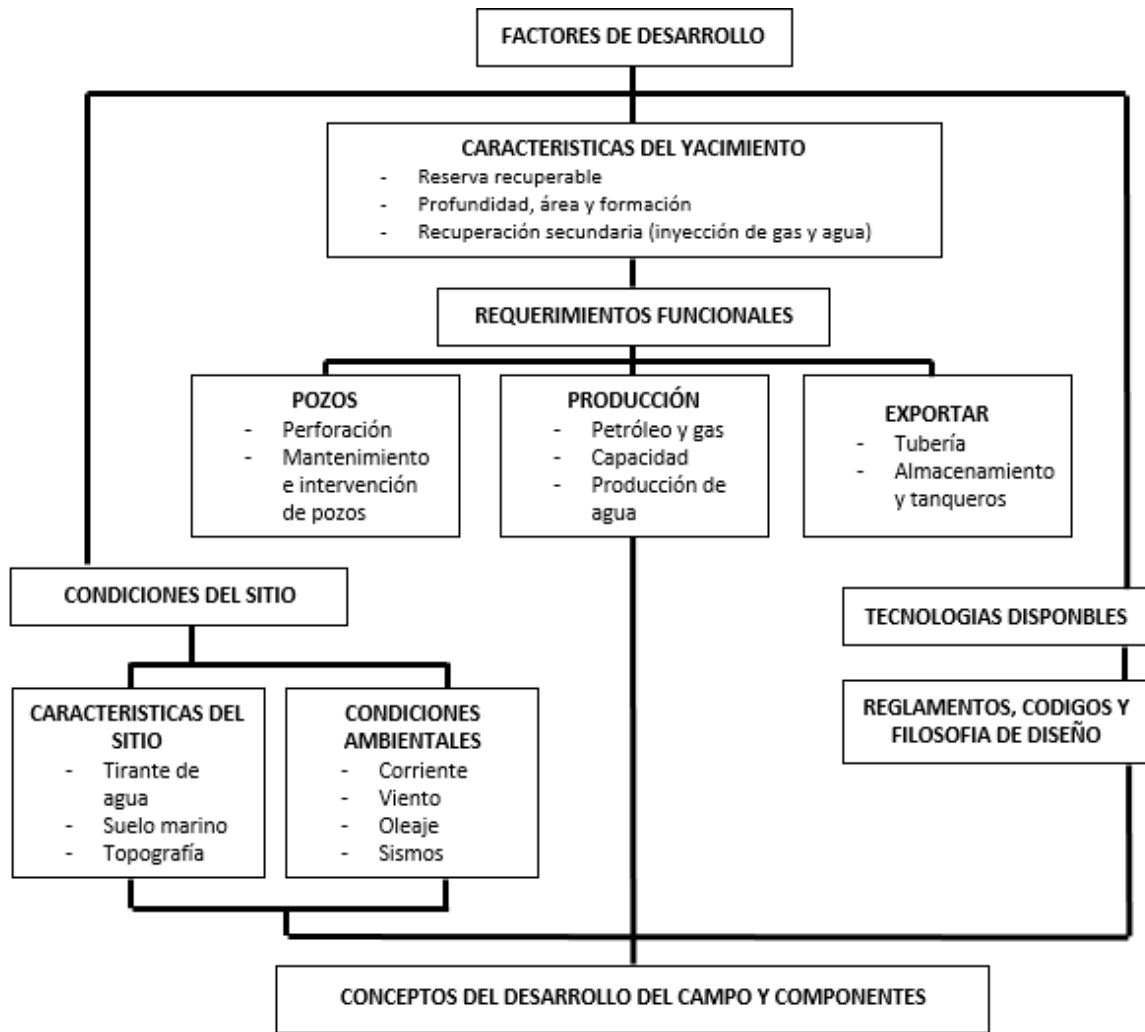 FACTORES DE DESARROLLO
CARACTERISTICAS DEL YACIMIENTO
- Reserva recuperable
- Profundidad, área y formación
- Recuperación secundaria (inyección de gas y agua)
REQUERIMIENTOS FUNCIONALES
POZOS
- Perforación
- Mantenimiento
e intervención
de pozos
PRODUCCIÓN
- Petróleo y gas
- Capacidad
- Producción de
agua
EXPORTAR
- Tubería
- Almacenamiento
y tanqueros
CONDICIONES DEL SITIO
TECNOLOGIAS DISPONBLES
CARACTERISTICAS DEL
SITIO
- Tirante de
agua
- Suelo marino
- Topografía
CONDICIONES
AMBIENTALES
- Corriente
- Viento
- Oleaje
- Sismos
REGLAMENTOS, CODIGOS Y
FILOSOFIA DE DISEÑO
CONCEPTOS DEL DESARROLLO DEL CAMPO Y COMPONENTES